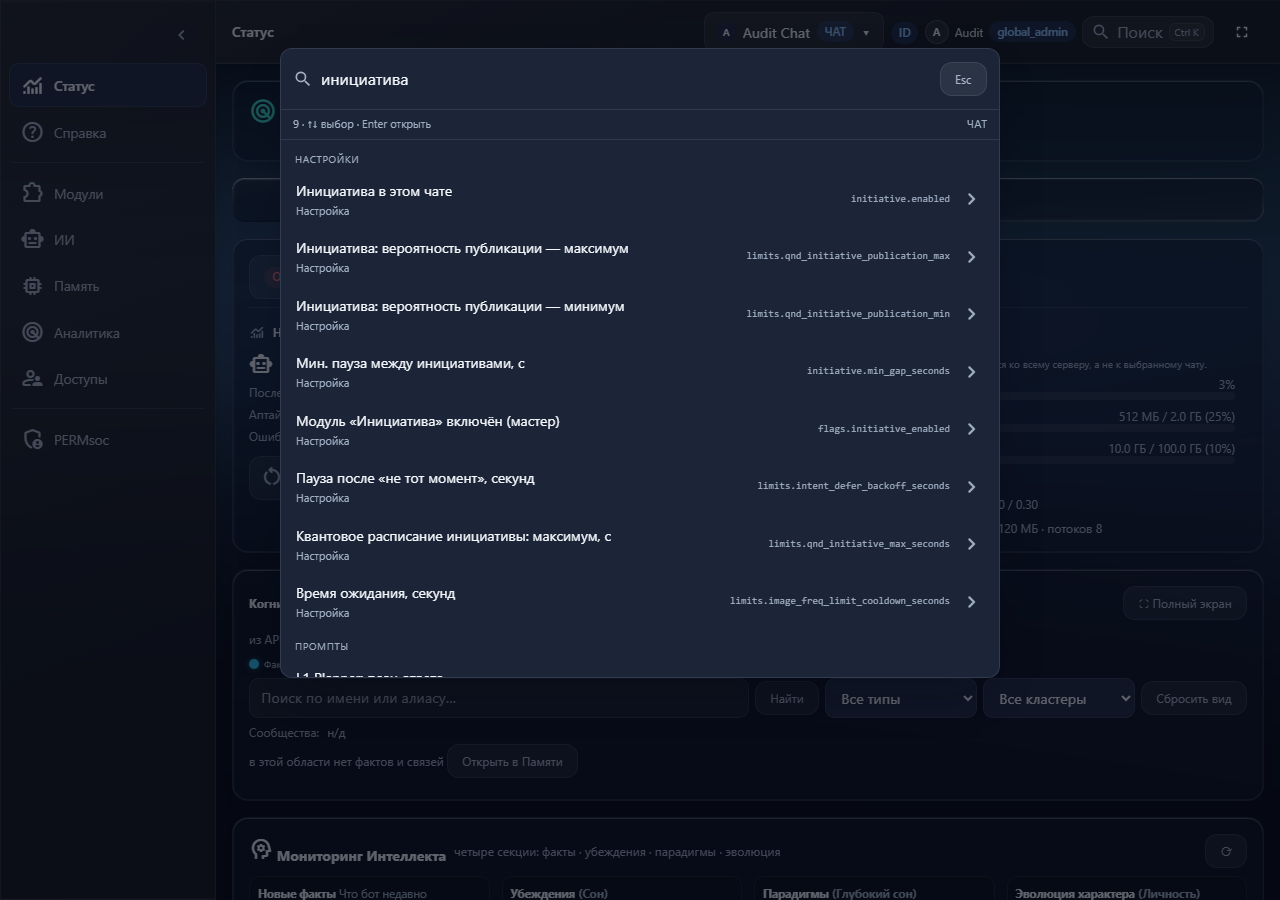 Статус
Audit Chat ЧАТ
ID
A Audit global_admin
Поиск Ctrl K
Статус
Справка
Модули
ИИ
Память
Аналитика
Доступы
PERMsoc
инициатива
Esc
9 · ↑↓ выбор · Enter открыть
ЧАТ
НАСТРОЙКИ
Инициатива в этом чате
Настройка
initiative.enabled
Инициатива: вероятность публикации — максимум
Настройка
limits.qnd_initiative_publication_max
Инициатива: вероятность публикации — минимум
Настройка
limits.qnd_initiative_publication_min
Мин. пауза между инициативами, с
Настройка
initiative.min_gap_seconds
Модуль «Инициатива» включён (мастер)
Настройка
flags.initiative_enabled
Пауза после «не тот момент», секунд
Настройка
limits.intent_defer_backoff_seconds
Квантовое расписание инициативы: максимум, с
Настройка
limits.qnd_initiative_max_seconds
Время ожидания, секунд
Настройка
limits.image_freq_limit_cooldown_seconds
ПРОМПТЫ
ко всему серверу, а не к выбранному чату.
3%
512 МБ / 2.0 ГБ (25%)
10.0 ГБ / 100.0 ГБ (10%)
/ 0.30
120 МБ · потоков 8
Полный экран
Поиск по имени или алиасу...
Найти
Все типы
Все кластеры
Сбросить вид
Сообщества: н/д
в этой области нет фактов и связей
Открыть в Памяти
Мониторинг Интеллекта четыре секции: факты · убеждения · парадигмы · эволюция
Новые факты Что бот недавно
Убеждения (Сон)
Парадигмы (Глубокий сон)
Эволюция характера (Личность)